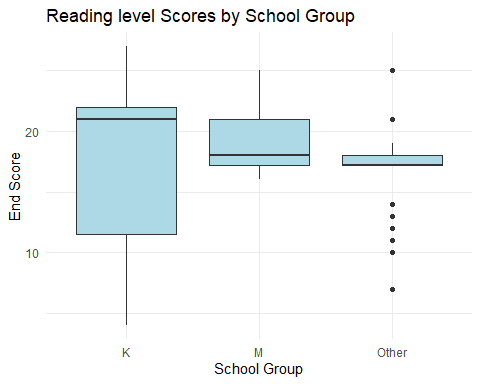 Reading level Scores by School Group
End Score
20
10
K
M
Other
School Group